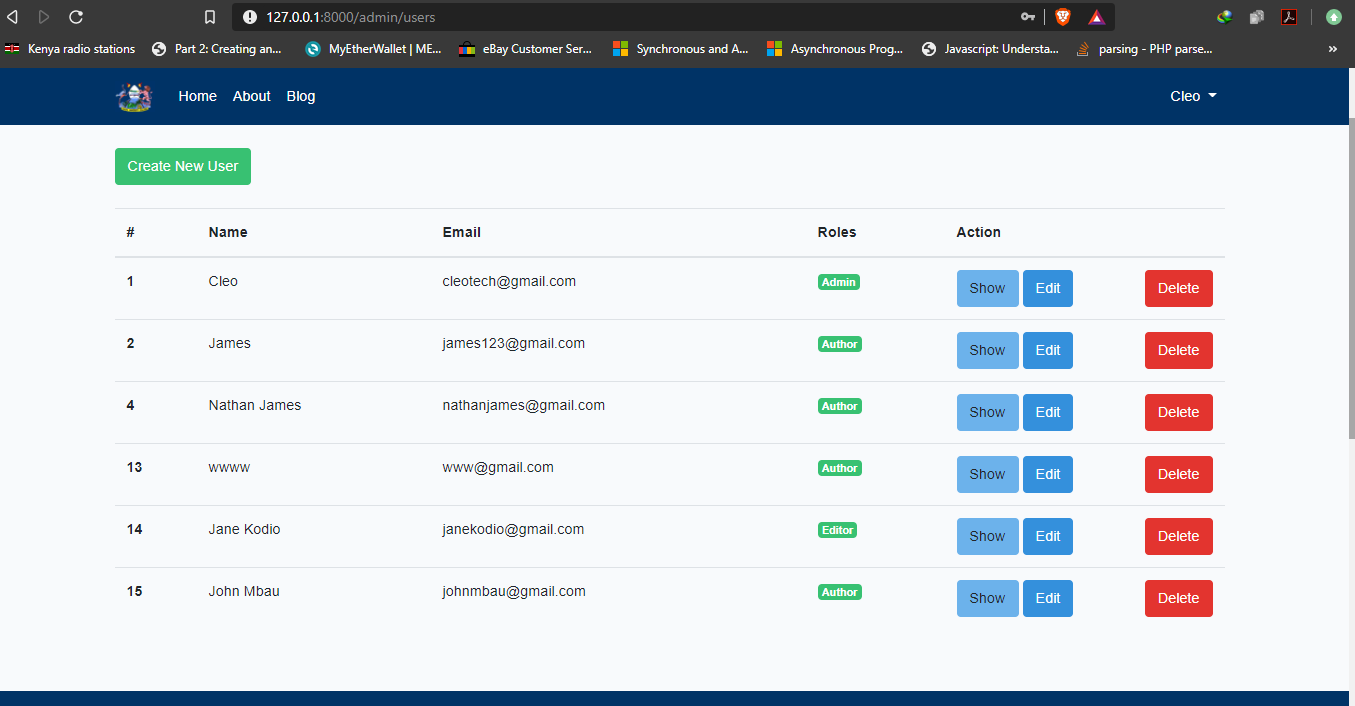 127.0.0.1:8000/admin/users
Kenya radio stations Part 2: Creating an... MyEtherWallet | ME... eBay Customer Ser... Synchronous and A... Asynchronous Prog... Javascript: Understa... parsing - PHP parse... »
Home About Blog Cleo
Create New User
# Name Email Roles Action
1 Cleo cleotech@gmail.com Admin Show Edit Delete
2 James james123@gmail.com Author Show Edit Delete
4 Nathan James nathanjames@gmail.com Author Show Edit Delete
13 wwww www@gmail.com Author Show Edit Delete
14 Jane Kodio janekodio@gmail.com Editor Show Edit Delete
15 John Mbau johnmbau@gmail.com Author Show Edit Delete